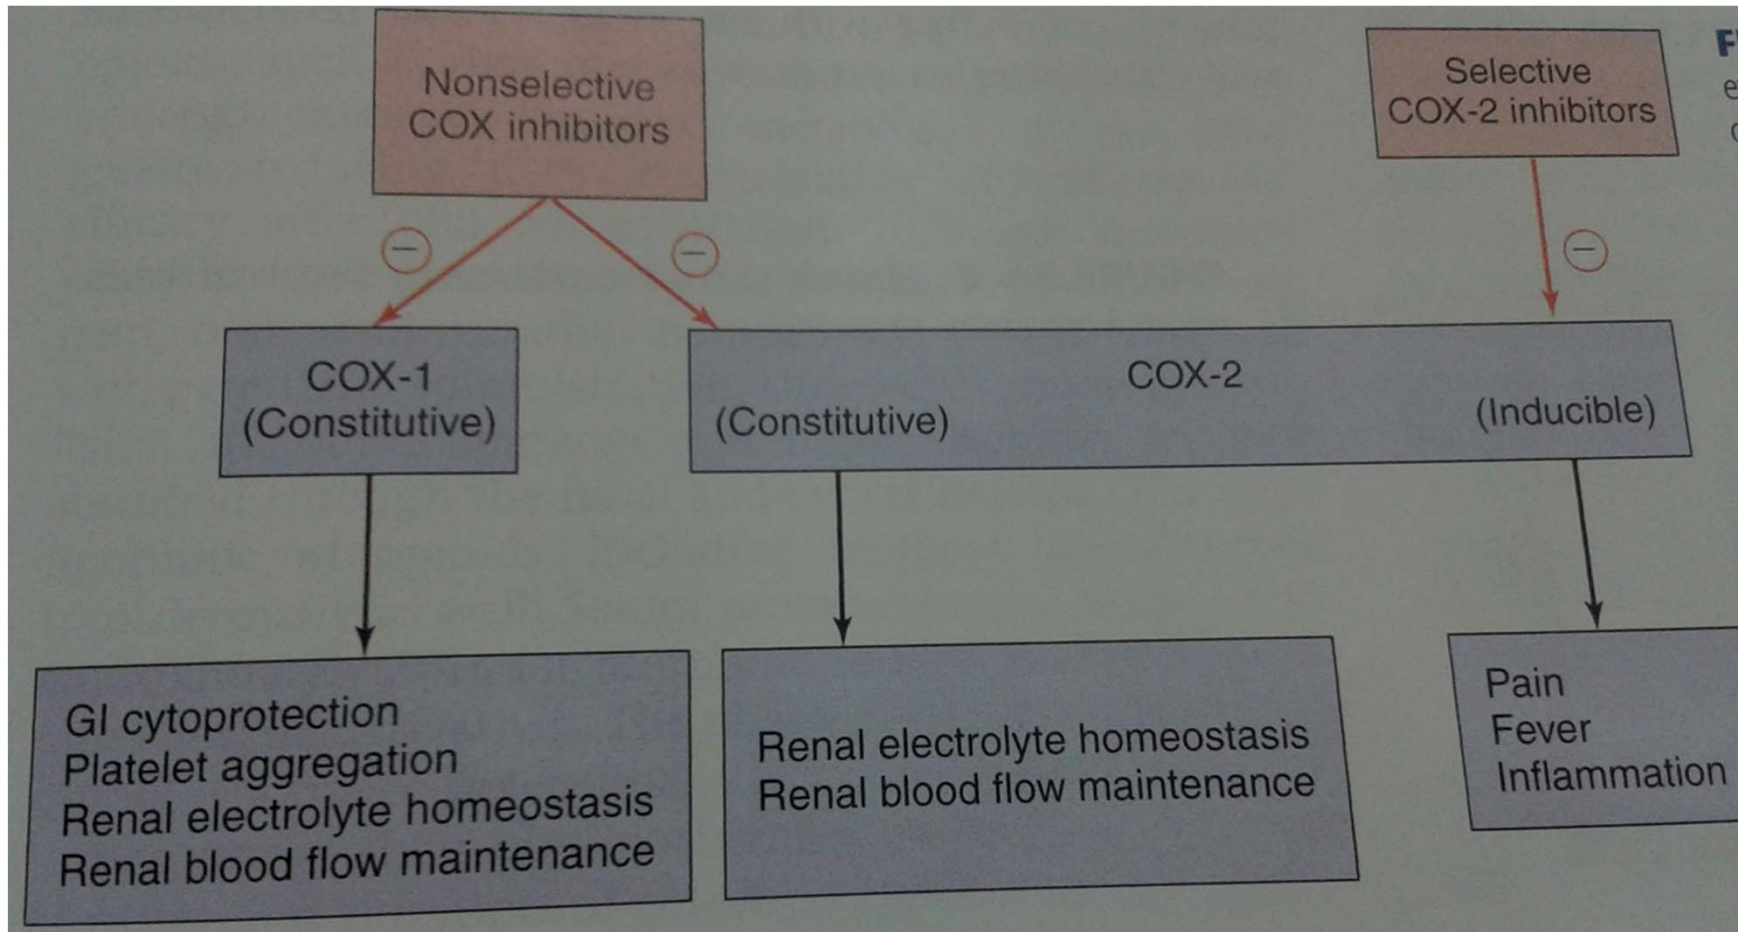 Nonselective
COX inhibitors
Selective
COX-2 inhibitors
COX-1
(Constitutive)
COX-2
(Constitutive)
(Inducible)
GI cytoprotection
Platelet aggregation
Renal electrolyte homeostasis
Renal blood flow maintenance
Renal electrolyte homeostasis
Renal blood flow maintenance
Pain
Fever
Inflammation